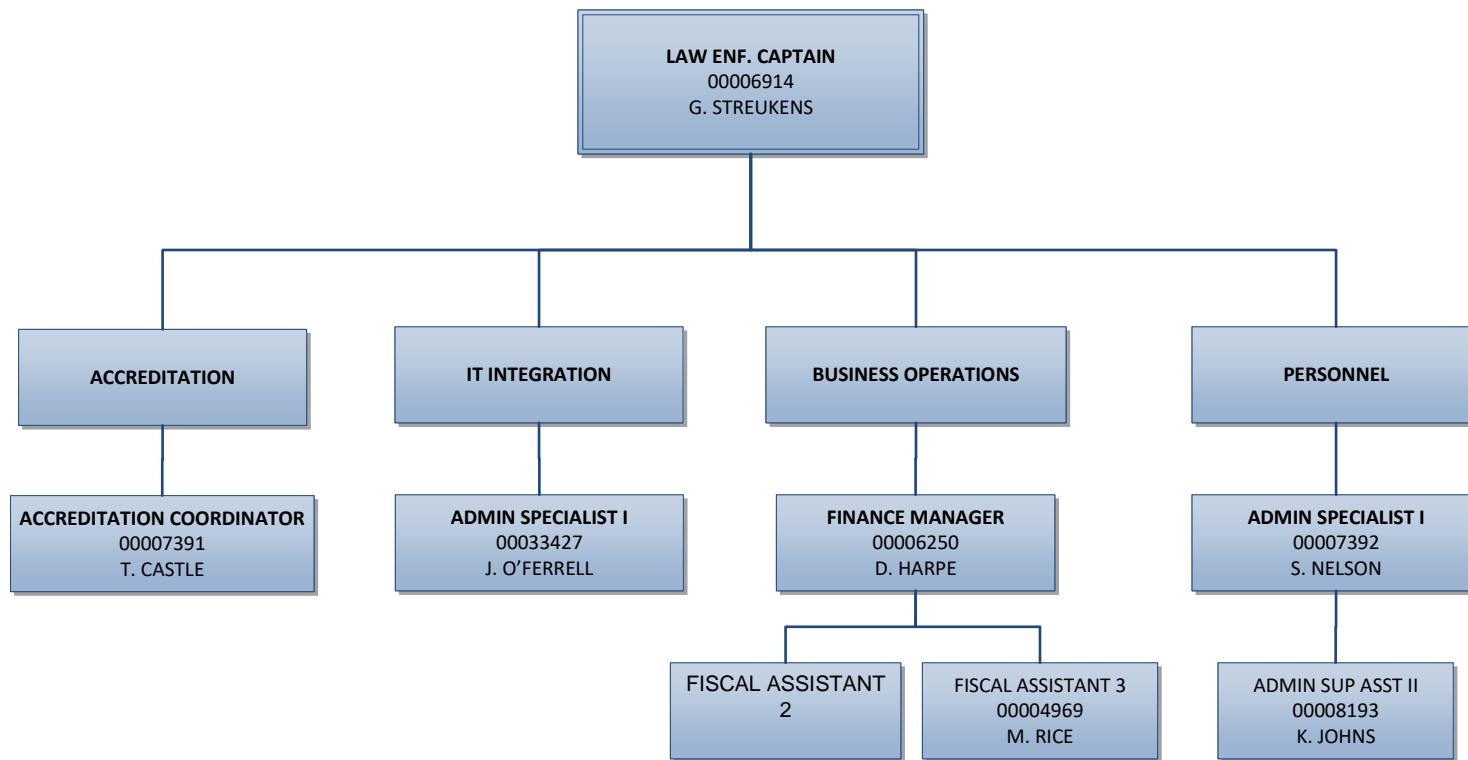 LAW ENF. CAPTAIN
00006914
G. STREUKENS
ACCREDITATION
IT INTEGRATION
BUSINESS OPERATIONS
PERSONNEL
ACCREDITATION COORDINATOR
00007391
T. CASTLE
ADMIN SPECIALIST I
00033427
J. O’FERRELL
FINANCE MANAGER
00006250
D. HARPE
ADMIN SPECIALIST I
00007392
S. NELSON
FISCAL ASSISTANT
2
FISCAL ASSISTANT 3
00004969
M. RICE
ADMIN SUP ASST II
00008193
K. JOHNS